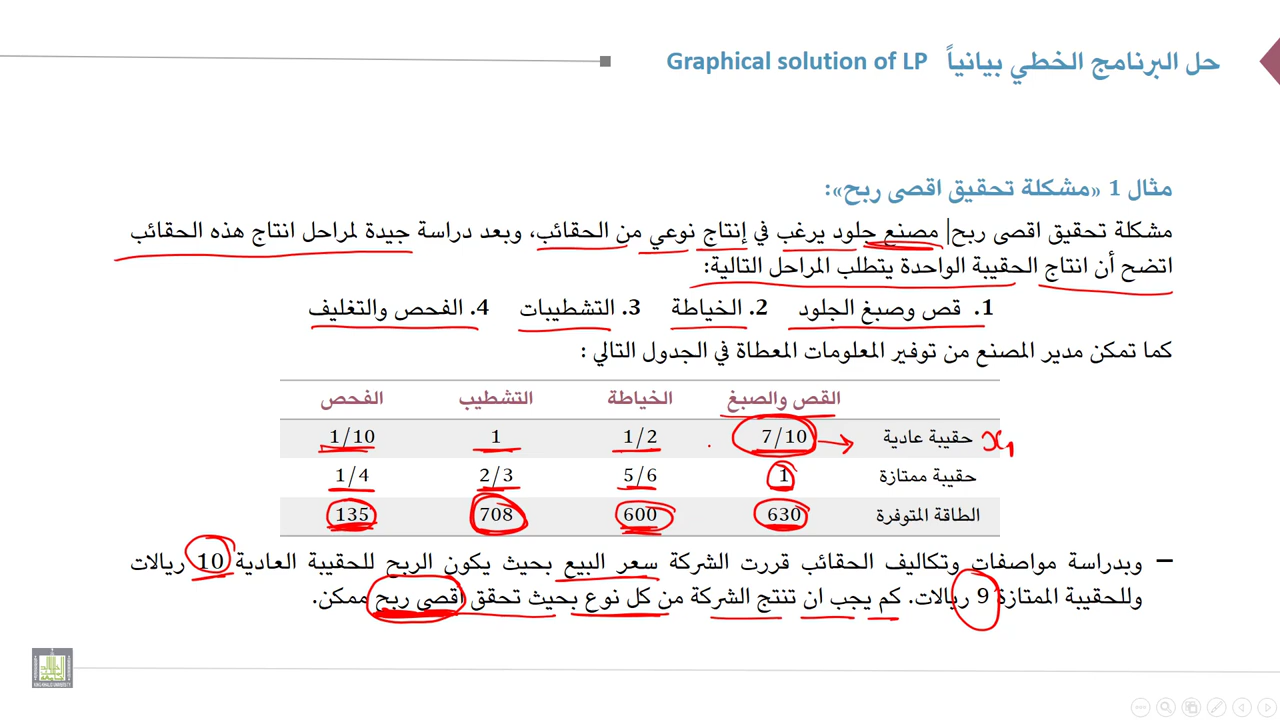 حل البرنامج الخطي بيانياً Graphical solution of LP
مثال 1 «مشكلة تحقيق اقصى ربح»:
مشكلة تحقيق اقصى ربح مصنع جلود يرغب في إنتاج نوعي من الحقائب، وبعد دراسة جيدة لمراحل انتاج هذه الحقائب
اتضح أن انتاج الحقيبة الواحدة يتطلب المراحل التالية:
1. قص وصبغ الجلود 2. الخياطة 3. التشطيبات 4. الفحص والتغليف
كما تمكن مدير المصنع من توفير المعلومات المعطاة في الجدول التالي :
القص والصبغ الخياطة التشطيب الفحص
حقيبة عادية 7/10 1/2 1 1/10 x1
حقيبة ممتازة 1 5/6 2/3 1/4
الطاقة المتوفرة 630 600 708 135
– وبدراسة مواصفات وتكاليف الحقائب قررت الشركة سعر البيع بحيث يكون الربح للحقيبة العادية 10 ريالات
وللحقيبة الممتازة 9 ريالات. كم يجب ان تنتج الشركة من كل نوع بحيث تحقق اقصى ربح ممكن.